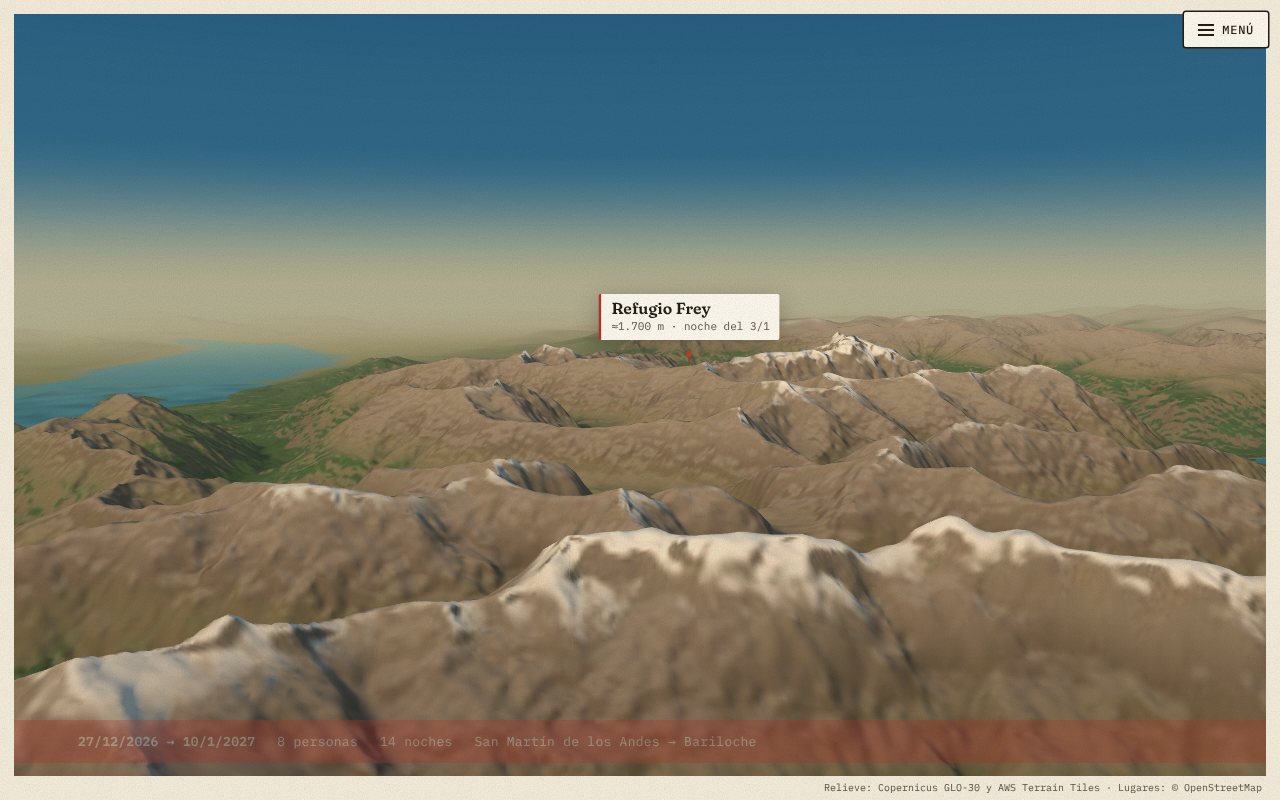 MENÚ
Refugio Frey
≈1.700 m · noche del 3/1
27/12/2026 → 10/1/2027 8 personas 14 noches San Martín de los Andes → Bariloche
Relieve: Copernicus GLO-30 y AWS Terrain Tiles · Lugares: © OpenStreetMap